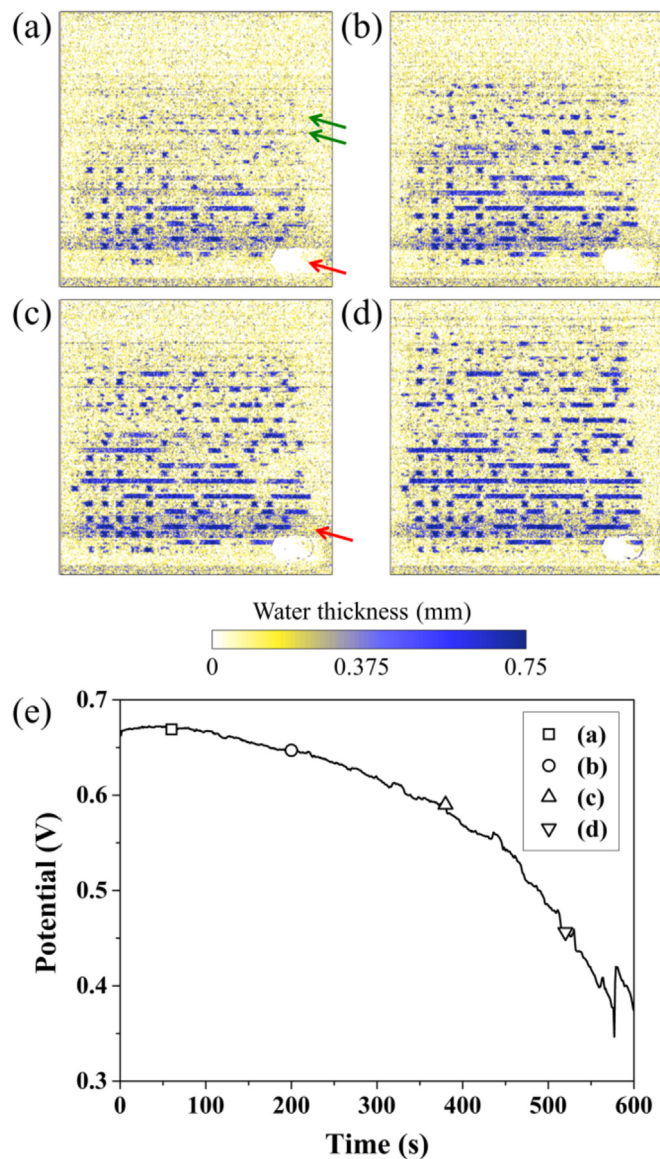 (a)
(b)
(c)
(d)
Water thickness (mm)
0
0.375
0.75
(e)
0.7
0.6
0.5
0.4
0.3
Potential (V)
(a)
(b)
(c)
(d)
0
100
200
300
400
500
600
Time (s)